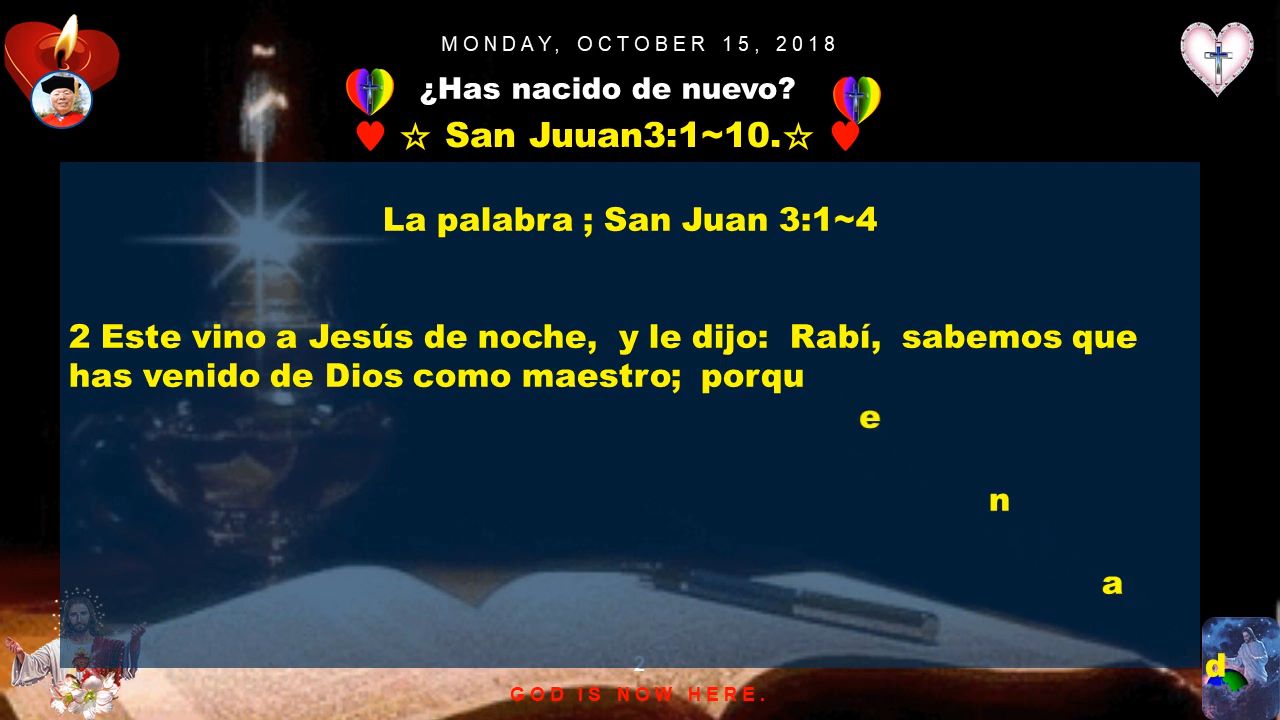 MONDAY, OCTOBER 15, 2018
¿Has nacido de nuevo?
♥ ☆ San Juuan3:1~10.☆ ♥
La palabra ; San Juan 3:1~4
2 Este vino a Jesús de noche, y le dijo: Rabí, sabemos que
has venido de Dios como maestro; porqu
e
n
a
d
2
GOD IS NOW HERE.